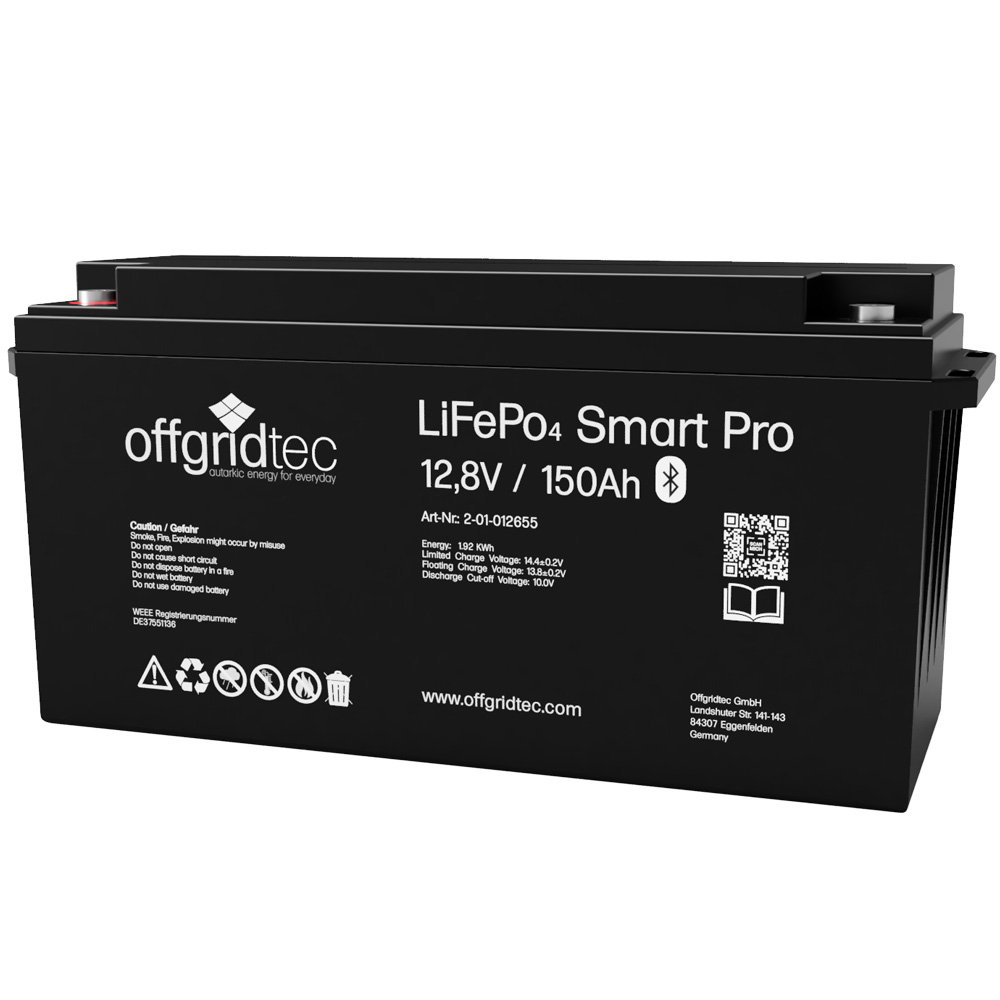 offgridtec
autarkic energy for everyday
Caution / Gefahr
Smoke, Fire, Explosion might occur by misuse
Do not open
Do not cause short circuit
Do not dispose battery in a fire
Do not wet battery
Do not use damaged battery
WEEE Registrierungsnummer
DE37551136
LiFePo4 Smart Pro
12,8V / 150Ah
Art-Nr.: 2-01-012655
Energy: 1.92 KWh
Limited Charge Voltage: 14.4±0.2V
Floating Charge Voltage: 13.8±0.2V
Discharge Cut-off Voltage: 10.0V
www.offgridtec.com
SCAN
Offgridtec GmbH
Landshuter Str. 141-143
84307 Eggenfelden
Germany